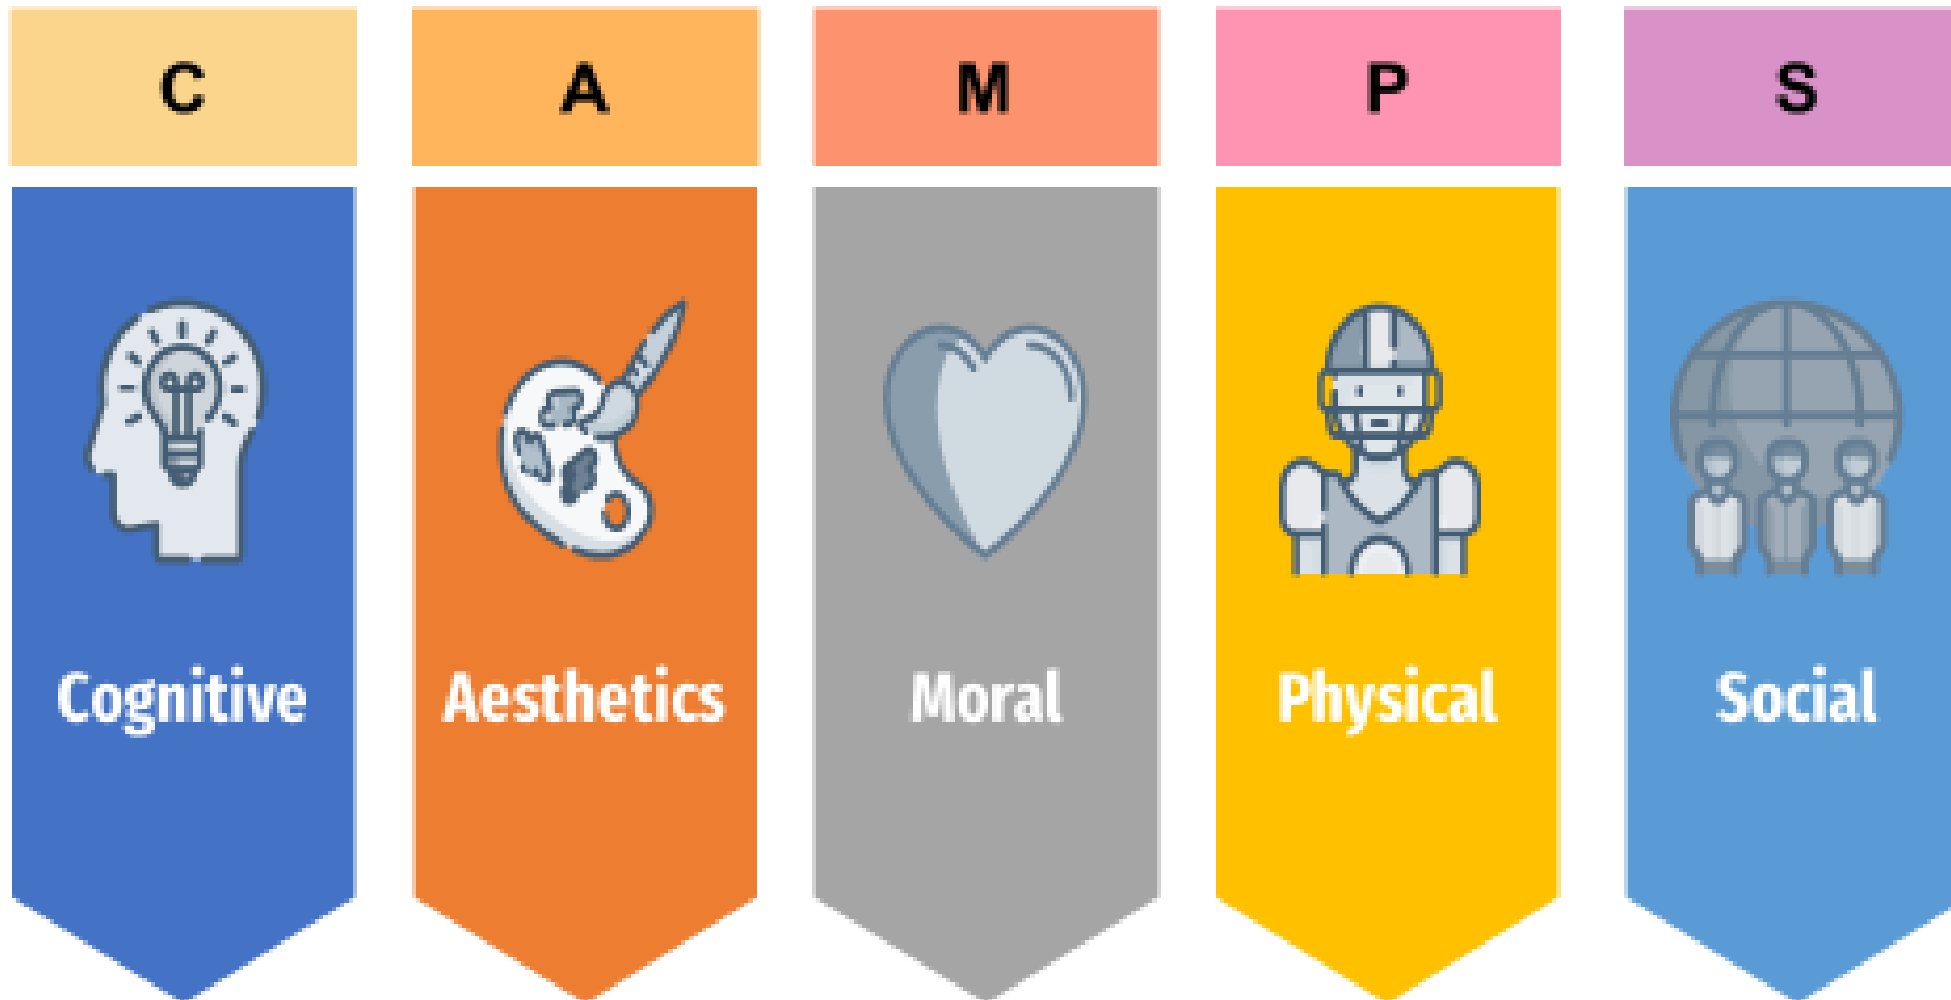 C
A
M
P
S
Cognitive
Aesthetics
Moral
Physical
Social